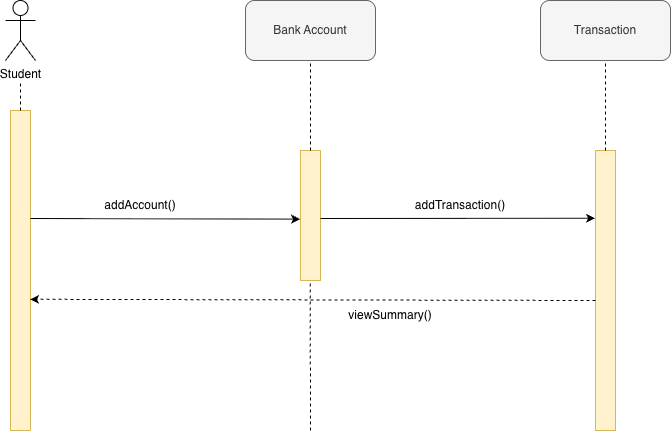 Bank Account
Transaction
Student
addAccount()
addTransaction()
viewSummary()